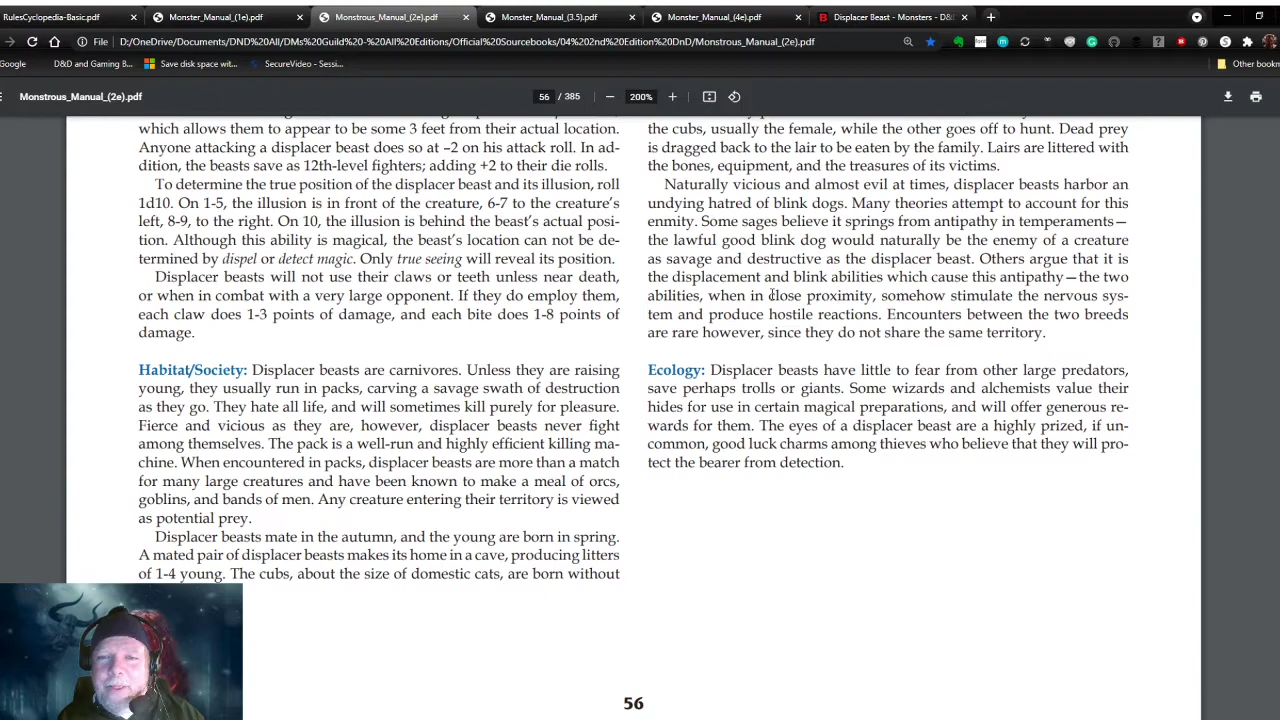 RulesCyclopedia-Basic.pdf
Monster_Manual_(1e).pdf
Monstrous_Manual_(2e).pdf
Monster_Manual_(3.5).pdf
Monster_Manual_(4e).pdf
Displacer Beast - Monsters - D&
File D:/OneDrive/Documents/DND%20All/DMs%20Guild%20-%20All%20Editions/Official%20Sourcebooks/04%202nd%20Edition%20DnD/Monstrous_Manual_(2e).pdf
Google
D&D and Gaming B...
Save disk space wit...
SecureVideo - Sessi...
Other bookm
Monstrous_Manual_(2e).pdf
56 / 385
200%
which allows them to appear to be some 3 feet from their actual location.
Anyone attacking a displacer beast does so at –2 on his attack roll. In ad-
dition, the beasts save as 12th-level fighters; adding +2 to their die rolls.
To determine the true position of the displacer beast and its illusion, roll
1d10. On 1-5, the illusion is in front of the creature, 6-7 to the creature's
left, 8-9, to the right. On 10, the illusion is behind the beast's actual posi-
tion. Although this ability is magical, the beast's location can not be de-
termined by dispel or detect magic. Only true seeing will reveal its position.
Displacer beasts will not use their claws or teeth unless near death,
or when in combat with a very large opponent. If they do employ them,
each claw does 1-3 points of damage, and each bite does 1-8 points of
damage.
Habitat/Society: Displacer beasts are carnivores. Unless they are raising
young, they usually run in packs, carving a savage swath of destruction
as they go. They hate all life, and will sometimes kill purely for pleasure.
Fierce and vicious as they are, however, displacer beasts never fight
among themselves. The pack is a well-run and highly efficient killing ma-
chine. When encountered in packs, displacer beasts are more than a match
for many large creatures and have been known to make a meal of orcs,
goblins, and bands of men. Any creature entering their territory is viewed
as potential prey.
Displacer beasts mate in the autumn, and the young are born in spring.
A mated pair of displacer beasts makes its home in a cave, producing litters
of 1-4 young. The cubs, about the size of domestic cats, are born without
the cubs, usually the female, while the other goes off to hunt. Dead prey
is dragged back to the lair to be eaten by the family. Lairs are littered with
the bones, equipment, and the treasures of its victims.
Naturally vicious and almost evil at times, displacer beasts harbor an
undying hatred of blink dogs. Many theories attempt to account for this
enmity. Some sages believe it springs from antipathy in temperaments—
the lawful good blink dog would naturally be the enemy of a creature
as savage and destructive as the displacer beast. Others argue that it is
the displacement and blink abilities which cause this antipathy—the two
abilities, when in close proximity, somehow stimulate the nervous sys-
tem and produce hostile reactions. Encounters between the two breeds
are rare however, since they do not share the same territory.
Ecology: Displacer beasts have little to fear from other large predators,
save perhaps trolls or giants. Some wizards and alchemists value their
hides for use in certain magical preparations, and will offer generous re-
wards for them. The eyes of a displacer beast are a highly prized, if un-
common, good luck charms among thieves who believe that they will pro-
tect the bearer from detection.
56